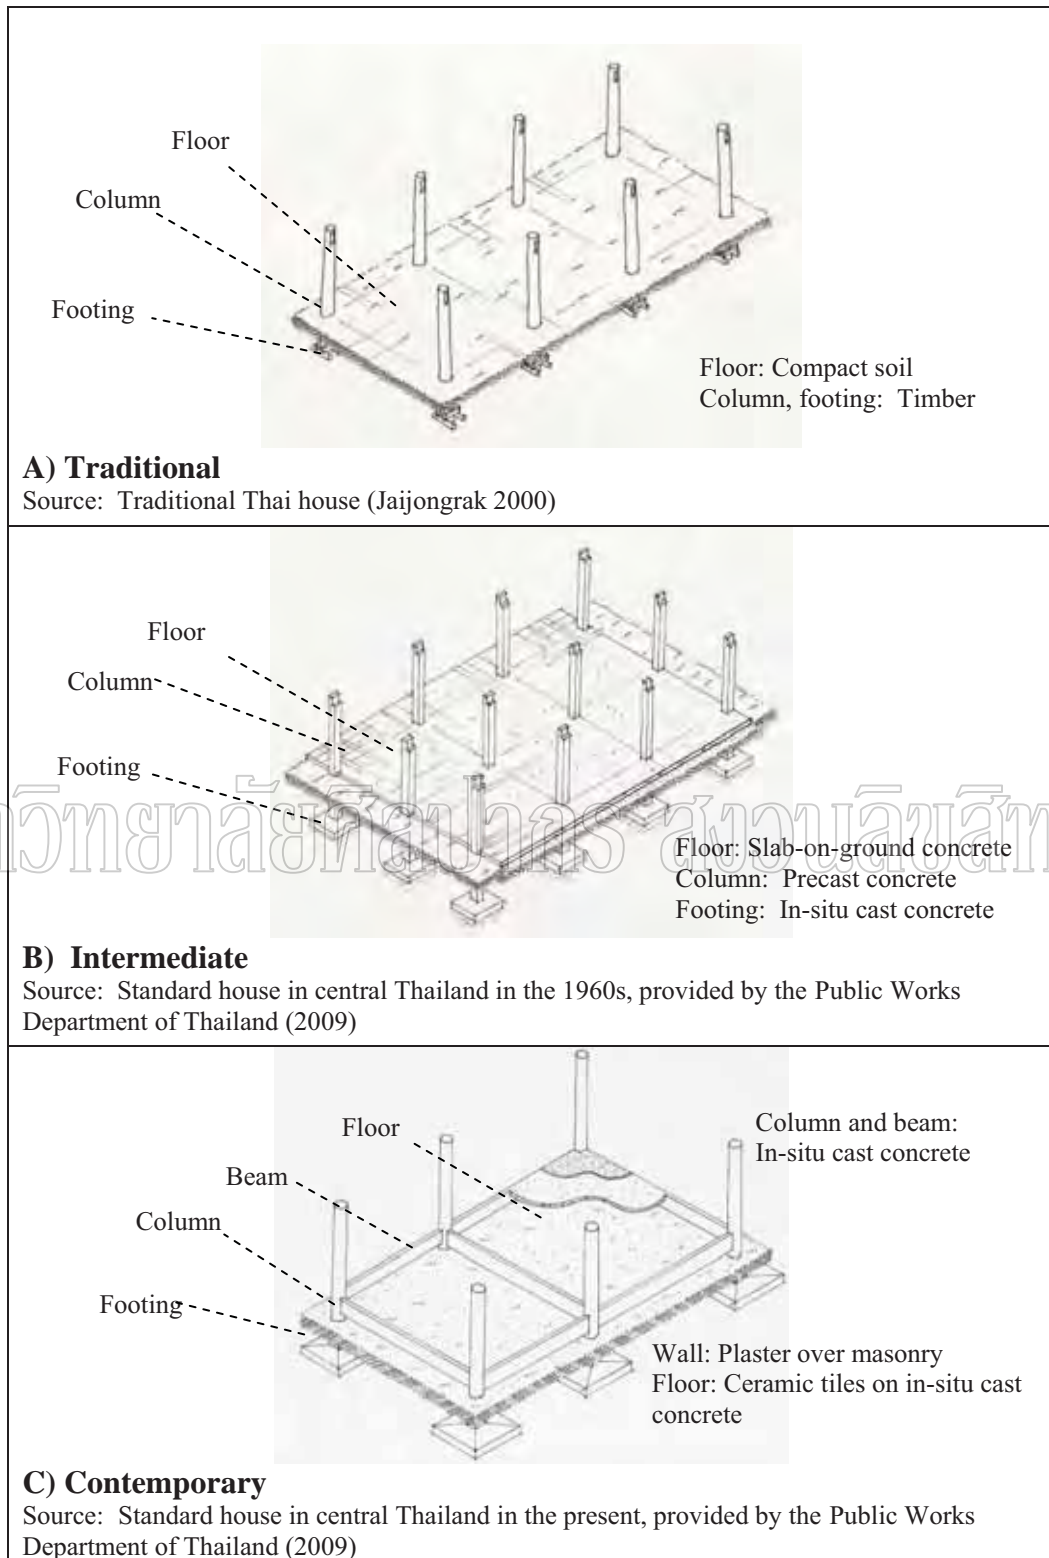 Floor
Column
Footing
Floor: Compact soil
Column, footing: Timber
A) Traditional
Source: Traditional Thai house (Jaijongrak 2000)
Floor
Column
Footing
Floor: Slab-on-ground concrete
Column: Precast concrete
Footing: In-situ cast concrete
B) Intermediate
Source: Standard house in central Thailand in the 1960s, provided by the Public Works
Department of Thailand (2009)
Floor
Beam
Column
Footing
Column and beam:
In-situ cast concrete
Wall: Plaster over masonry
Floor: Ceramic tiles on in-situ cast
concrete
C) Contemporary
Source: Standard house in central Thailand in the present, provided by the Public Works
Department of Thailand (2009)